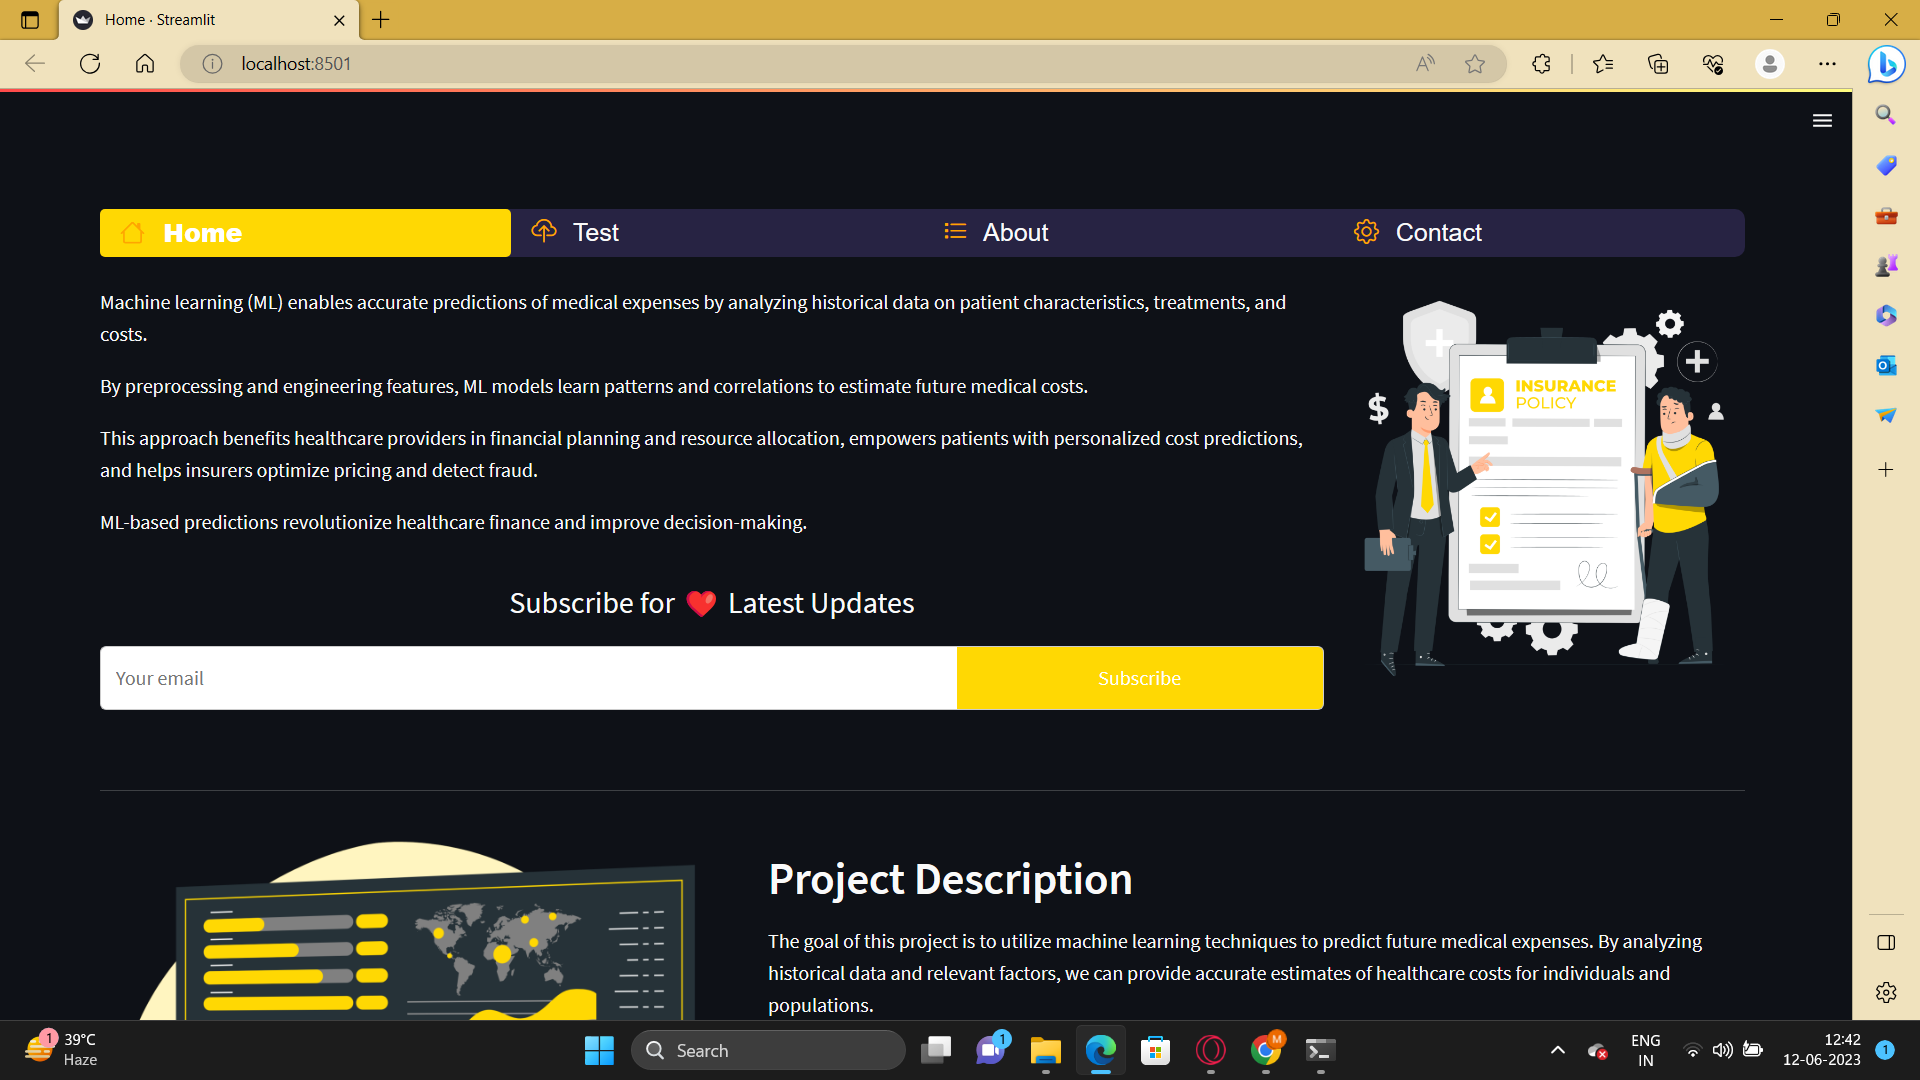 Home · Streamlit
localhost:8501
Home
Test
About
Contact
Machine learning (ML) enables accurate predictions of medical expenses by analyzing historical data on patient characteristics, treatments, and
costs.
By preprocessing and engineering features, ML models learn patterns and correlations to estimate future medical costs.
This approach benefits healthcare providers in financial planning and resource allocation, empowers patients with personalized cost predictions,
and helps insurers optimize pricing and detect fraud.
ML-based predictions revolutionize healthcare finance and improve decision-making.
INSURANCE
POLICY
$
Subscribe for ❤️ Latest Updates
Your email
Subscribe
Project Description
The goal of this project is to utilize machine learning techniques to predict future medical expenses. By analyzing
historical data and relevant factors, we can provide accurate estimates of healthcare costs for individuals and
populations.
1
39°C
Haze
Search
1
M
ENG
IN
12:42
12-06-2023
1